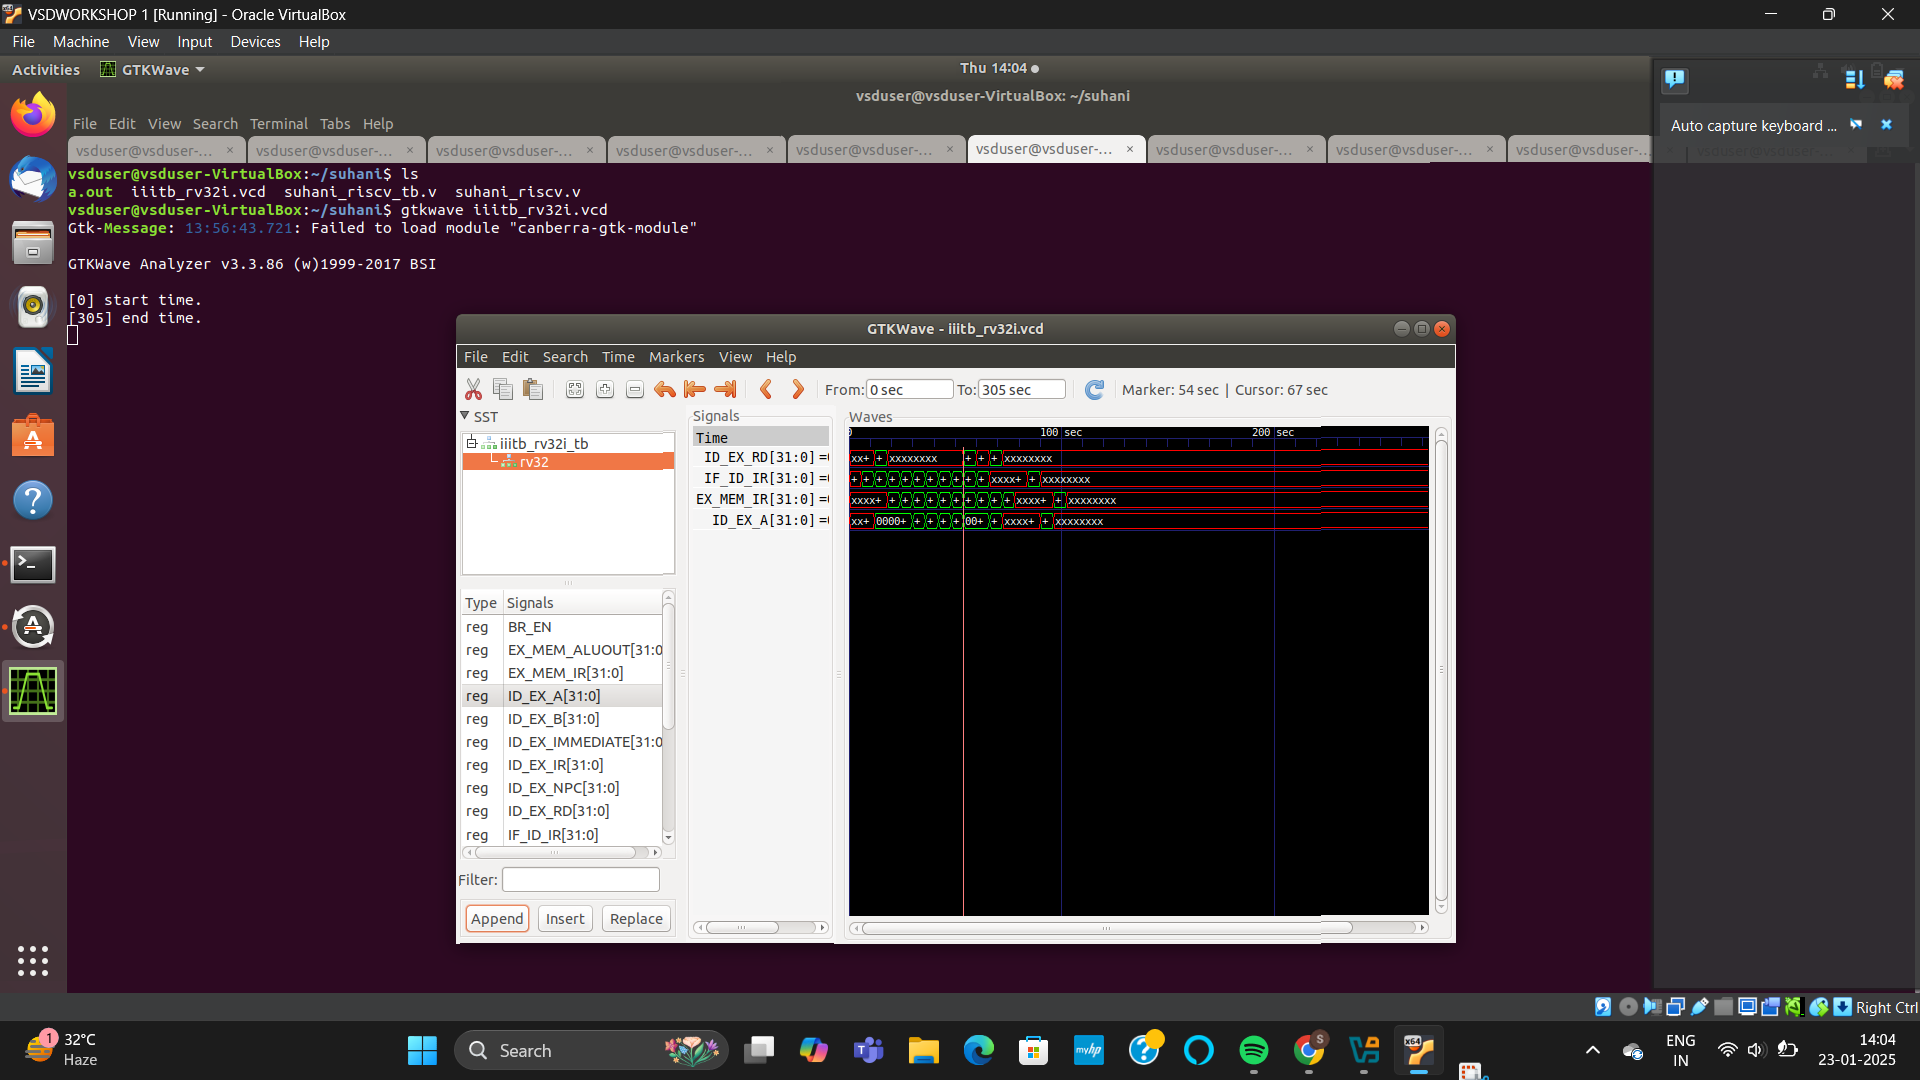 VSDWORKSHOP 1 [Running] - Oracle VirtualBox
File Machine View Input Devices Help
Activities GTKWave Thu 14:04
vsduser@vsduser-VirtualBox: ~/suhani
Auto capture keyboard ...
File Edit View Search Terminal Tabs Help
vsduser@vsduser-... vsduser@vsduser-... vsduser@vsduser-... vsduser@vsduser-... vsduser@vsduser-... vsduser@vsduser-... vsduser@vsduser-... vsduser@vsduser-... vsduser@vsduser-...
vsduser@vsduser-VirtualBox:~/suhani$ ls
a.out iiitb_rv32i.vcd suhani_riscv_tb.v suhani_riscv.v
vsduser@vsduser-VirtualBox:~/suhani$ gtkwave iiitb_rv32i.vcd
Gtk-Message: 13:56:43.721: Failed to load module "canberra-gtk-module"
GTKWave Analyzer v3.3.86 (w)1999-2017 BSI
[0] start time.
[305] end time.
GTKWave - iiitb_rv32i.vcd
File Edit Search Time Markers View Help
From: 0 sec To: 305 sec Marker: 54 sec | Cursor: 67 sec
SST
iiitb_rv32i_tb
rv32
Type Signals
reg BR_EN
reg EX_MEM_ALUOUT[31:0
reg EX_MEM_IR[31:0]
reg ID_EX_A[31:0]
reg ID_EX_B[31:0]
reg ID_EX_IMMEDIATE[31:0
reg ID_EX_IR[31:0]
reg ID_EX_NPC[31:0]
reg ID_EX_RD[31:0]
reg IF_ID_IR[31:0]
Filter:
Append Insert Replace
Signals
Time
ID_EX_RD[31:0] =
IF_ID_IR[31:0] =
EX_MEM_IR[31:0] =
ID_EX_A[31:0] =
Waves
0 100 sec 200 sec
xx+ + xxxxxxxx + + + xxxxxxxx
+ + + + + + + + + + + xxxx+ + xxxxxxxx
xxxx+ + + + + + + + + + + xxxx+ + xxxxxxxx
xx+ 0000+ + + + + 00+ + xxxx+ + xxxxxxxx
Right Ctrl
1
32°C
Haze
Search
myhp
S
x64
ENG
IN
14:04
23-01-2025